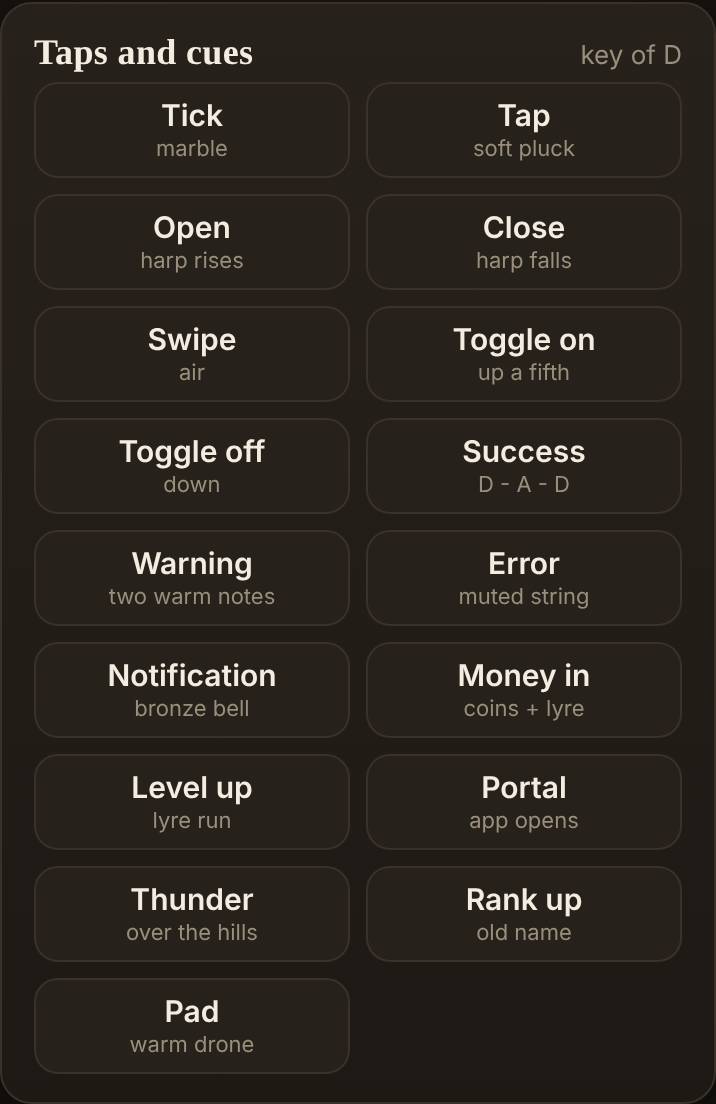 Taps and cues
key of D
Tick
marble
Tap
soft pluck
Open
harp rises
Close
harp falls
Swipe
air
Toggle on
up a fifth
Toggle off
down
Success
D - A - D
Warning
two warm notes
Error
muted string
Notification
bronze bell
Money in
coins + lyre
Level up
lyre run
Portal
app opens
Thunder
over the hills
Rank up
old name
Pad
warm drone